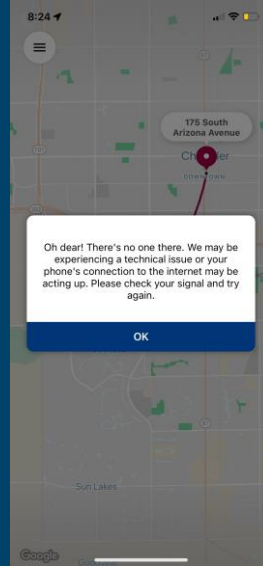 8:24
175 South
Arizona Avenue
DOWNTOWN
Oh dear! There's no one there. We may be
experiencing a technical issue or your
phone's connection to the internet may be
acting up. Please check your signal and try
again.
OK
Sun Lakes
Google